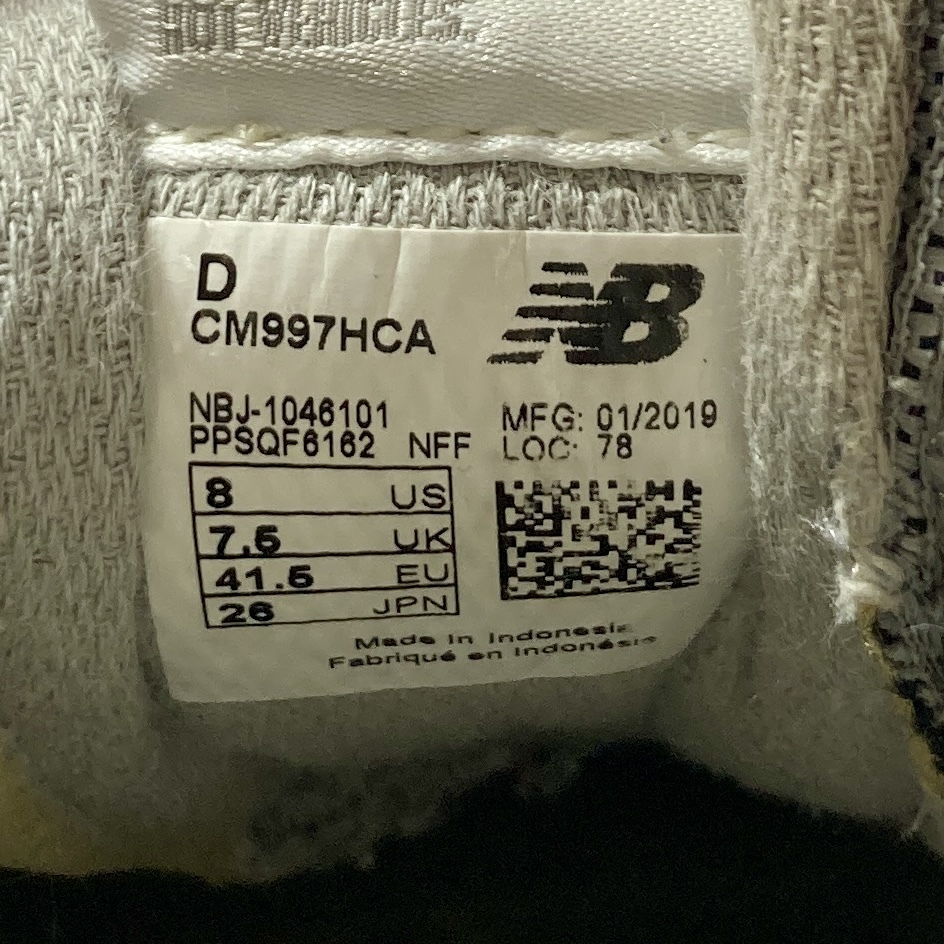 D
CM997HCA
NB
NBJ-1046101
MFG: 01/2019
PPSQF6162 NFF
LOC: 78
8 US
7.5 UK
41.5 EU
26 JPN
Made in Indonesia
Fabriqué en Indonésie